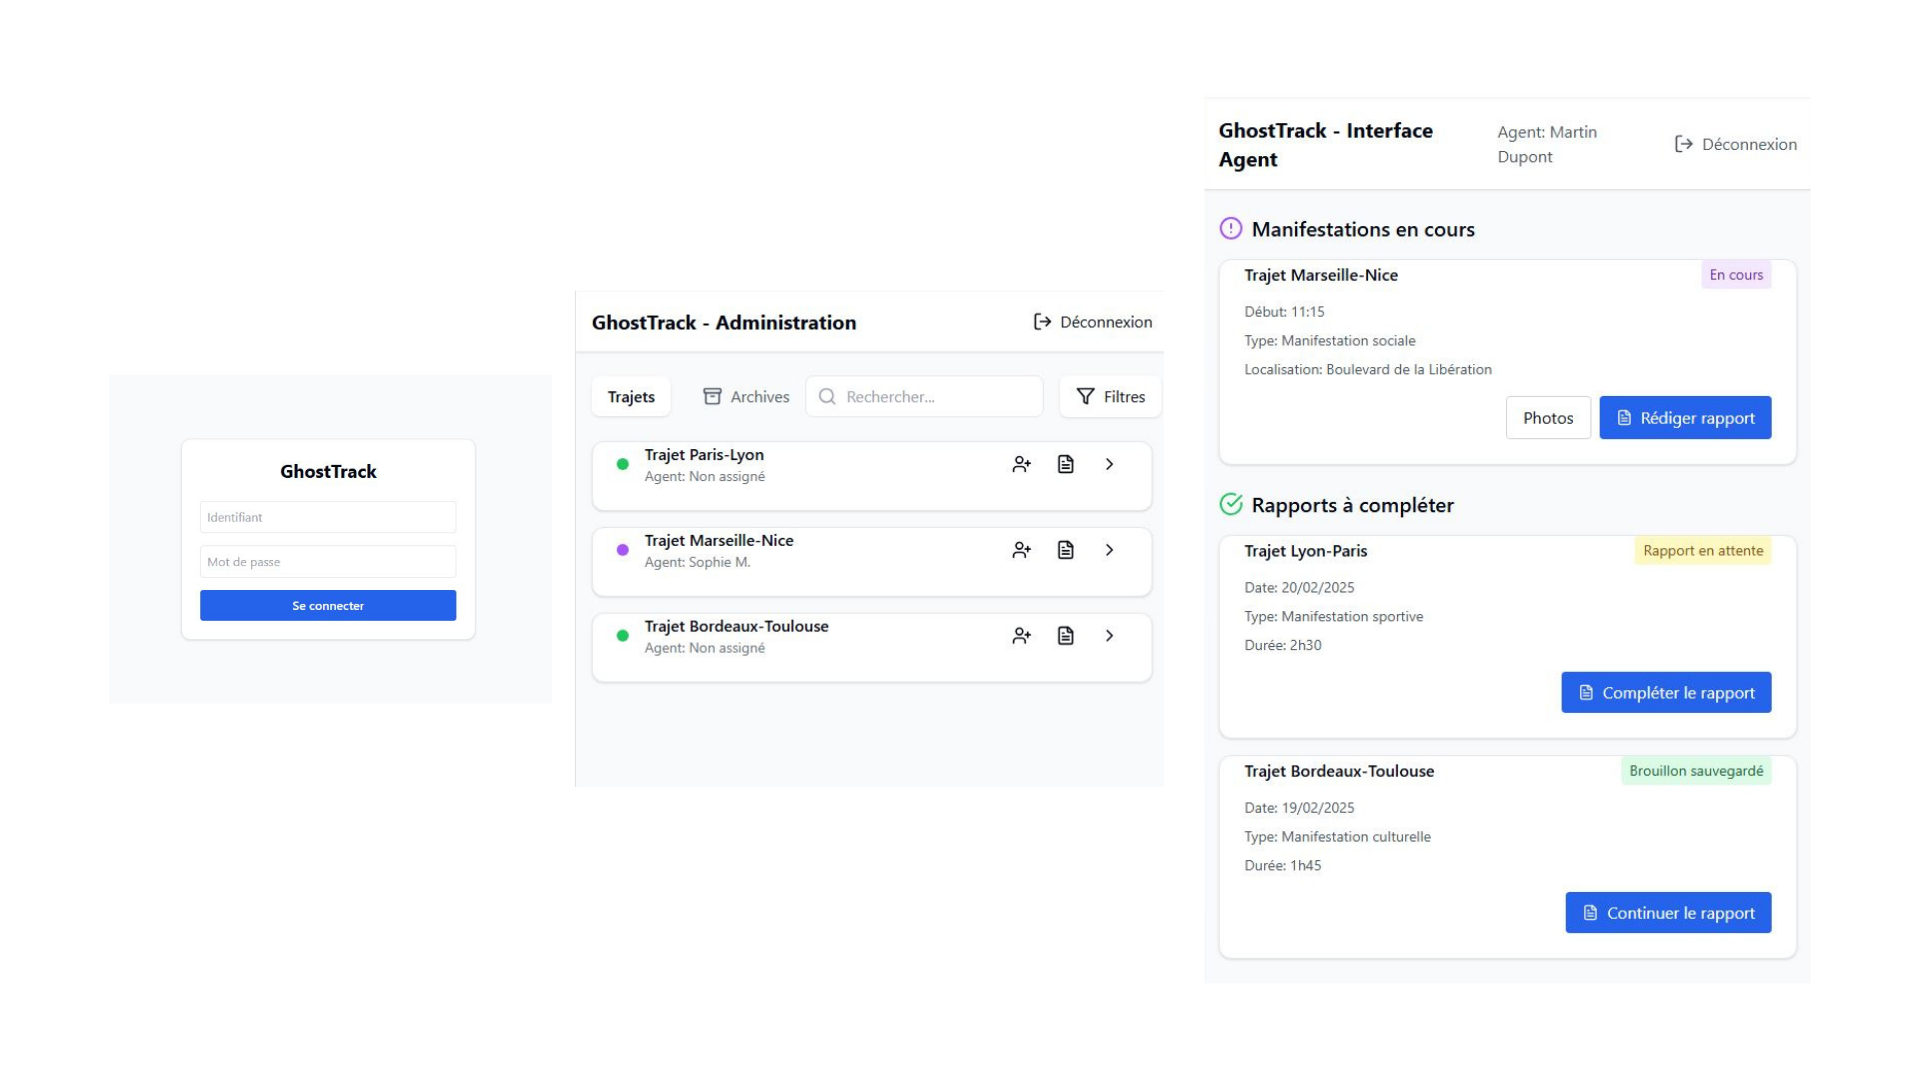 GhostTrack
Identifiant
Mot de passe
Se connecter
GhostTrack - Administration
Déconnexion
Trajets
Archives
Rechercher...
Filtres
Trajet Paris-Lyon
Agent: Non assigné
Trajet Marseille-Nice
Agent: Sophie M.
Trajet Bordeaux-Toulouse
Agent: Non assigné
GhostTrack - Interface
Agent
Agent: Martin
Dupont
Déconnexion
Manifestations en cours
Trajet Marseille-Nice
En cours
Début: 11:15
Type: Manifestation sociale
Localisation: Boulevard de la Libération
Photos
Rédiger rapport
Rapports à compléter
Trajet Lyon-Paris
Rapport en attente
Date: 20/02/2025
Type: Manifestation sportive
Durée: 2h30
Compléter le rapport
Trajet Bordeaux-Toulouse
Brouillon sauvegardé
Date: 19/02/2025
Type: Manifestation culturelle
Durée: 1h45
Continuer le rapport